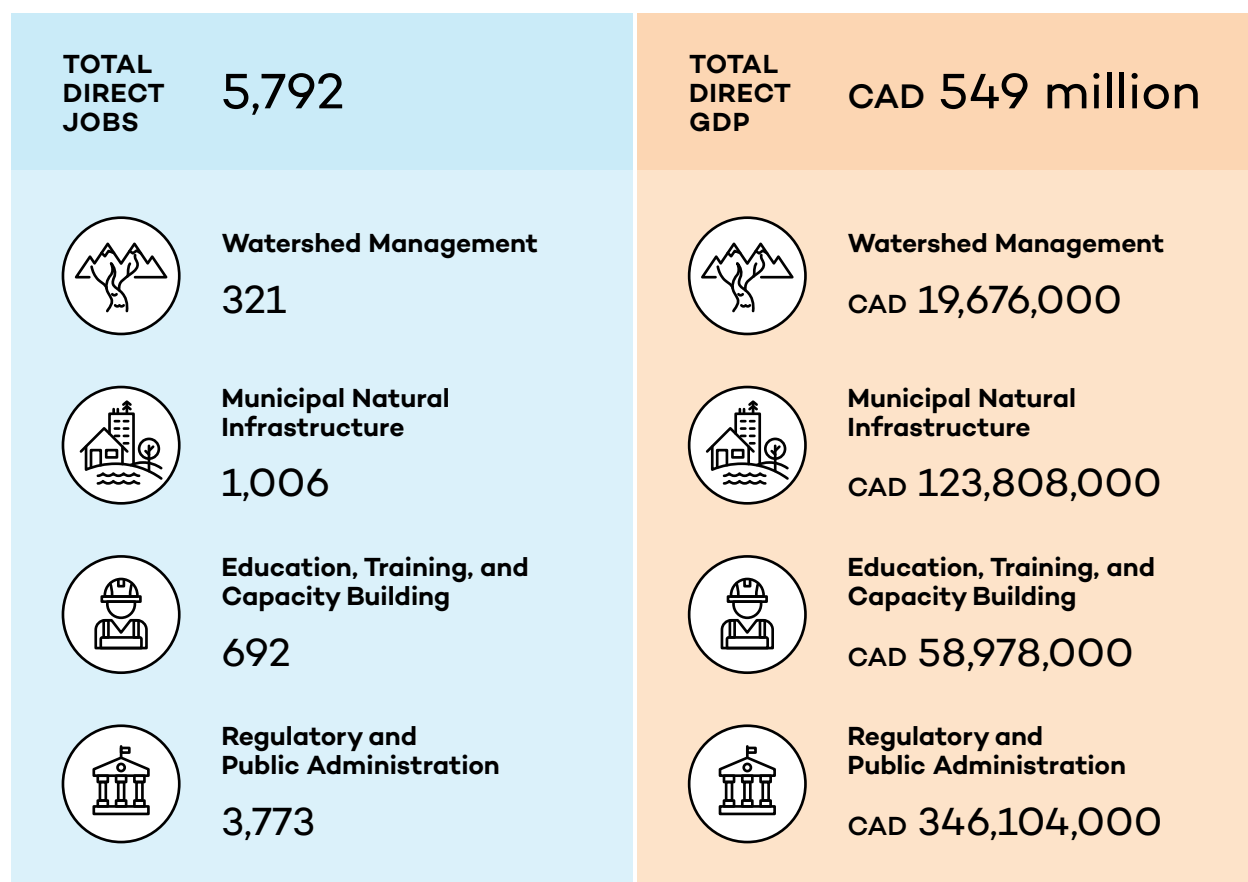 TOTAL
DIRECT
JOBS
5,792
Watershed Management
321
Municipal Natural
Infrastructure
1,006
Education, Training, and
Capacity Building
692
Regulatory and
Public Administration
3,773
TOTAL
DIRECT
GDP
CAD 549 million
Watershed Management
CAD 19,676,000
Municipal Natural
Infrastructure
CAD 123,808,000
Education, Training, and
Capacity Building
CAD 58,978,000
Regulatory and
Public Administration
CAD 346,104,000